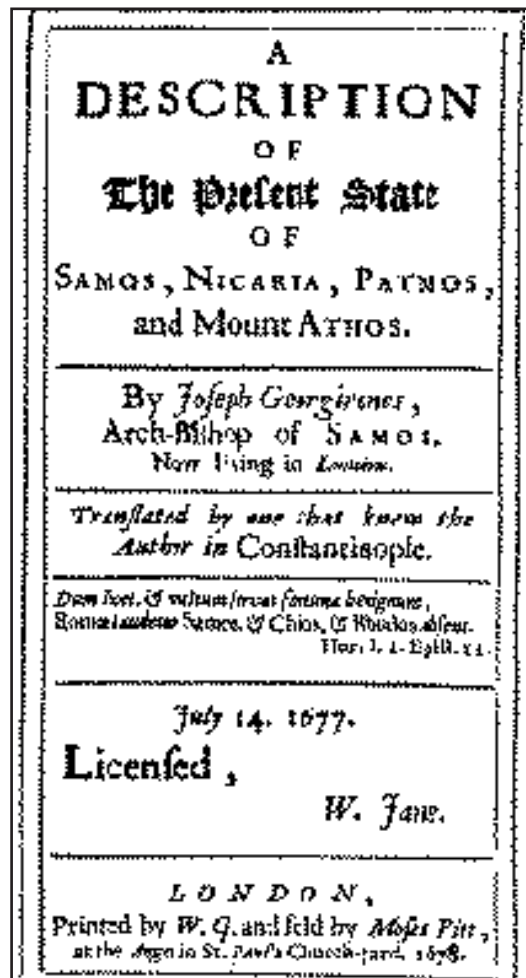 A
DESCRIPTION
OF
The Preſent State
OF
SAMOS, NICARIA, PATMOS,
and Mount ATHOS.
By Joſeph Georgirenes,
Arch-Biſhop of SAMOS.
Now living in London.
Tranſlated by one that knew the
Author in Conſtantinople.
Dum licet, & vultum ſervat fortuna benignum,
Romæ laudetur Samos, & Chios, & Rhodos abſens.
Hor. l. 1. Epiſt. 11.
July 14. 1677.
Licenſed,
W. Jane.
LONDON,
Printed by W. G. and ſold by Moſes Pitt,
at the Angel in St. Paul's Church-yard. 1678.